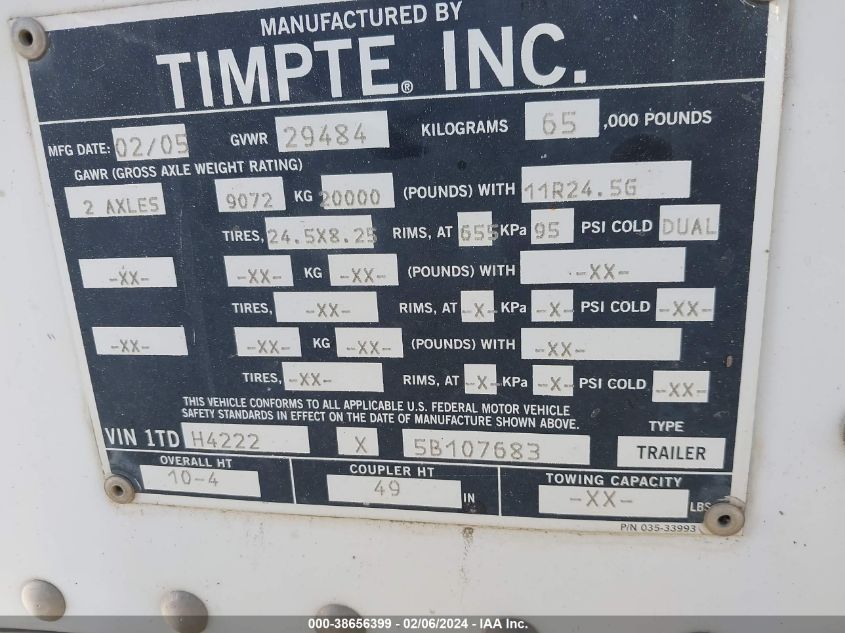 MANUFACTURED BY
TIMPTE® INC.
MFG DATE: 02/05 GVWR 29484 KILOGRAMS 65 ,000 POUNDS
GAWR (GROSS AXLE WEIGHT RATING)
2 AXLES 9072 KG 20000 (POUNDS) WITH 11R24.5G
TIRES, 24.5X8.25 RIMS, AT 655 KPa 95 PSI COLD DUAL
-XX- -XX- KG -XX- (POUNDS) WITH -XX-
TIRES, -XX- RIMS, AT -X- KPa -X- PSI COLD -XX-
-XX- -XX- KG -XX- (POUNDS) WITH -XX-
TIRES, -XX- RIMS, AT -X- KPa -X- PSI COLD -XX-
THIS VEHICLE CONFORMS TO ALL APPLICABLE U.S. FEDERAL MOTOR VEHICLE
SAFETY STANDARDS IN EFFECT ON THE DATE OF MANUFACTURE SHOWN ABOVE.
TYPE
VIN 1TD H4222 X 5B107683 TRAILER
OVERALL HT COUPLER HT TOWING CAPACITY
10-4 49 IN -XX- LBS
P/N 035-33993
000-38656399 - 02/06/2024 - IAA Inc.